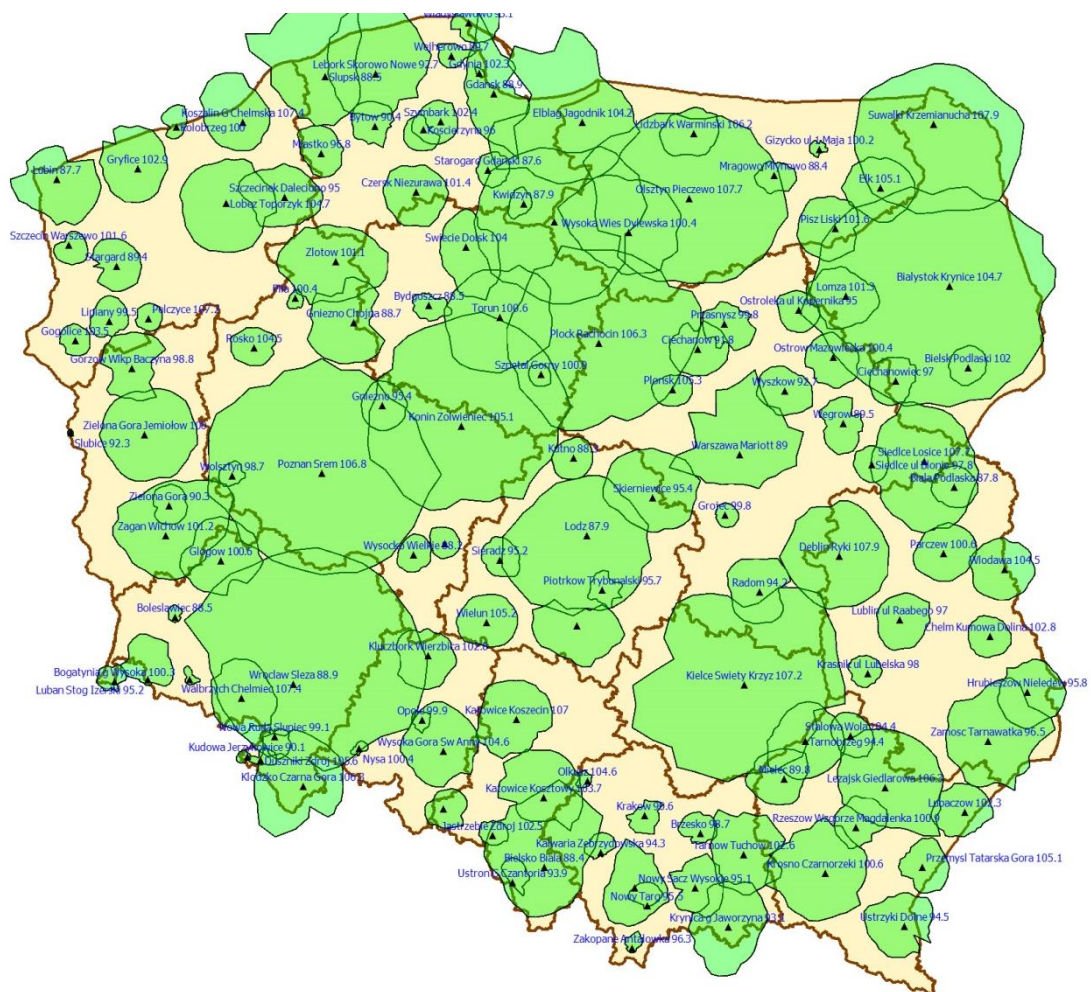 Wejherowo 89.7
Gdynia 102.3
Lebork Skorowo Nowe 92.7
Slupsk 88.5
Gdansk 88.9
Koszalin G Chelmska 107.4
Kolobrzeg 100
Bytow 90.4
Szymbark 102.4
Koscierzyna 96
Elblag Jagodnik 104.2
Lidzbark Warminski 106.2
Suwalki Krzemianucha 107.9
Gizycko ul 1 Maja 100.2
Miastko 96.8
Gryfice 102.9
Lubin 87.7
Starogard Gdanski 87.6
Mragowo Mlynowo 88.4
Elk 105.1
Szczecinek Daleciono 95
Lobez Toporzyk 104.7
Czersk Niezurawa 101.4
Kwidzyn 87.9
Olsztyn Pieczewo 107.7
Wysoka Wies Dylewska 100.4
Pisz Liski 101.6
Szczecin Warszewo 101.6
Stargard 89.4
Zlotow 101.1
Swiecie Dolsk 104
Bialystok Krynice 104.7
Lomza 101.3
Pila 100.4
Bydgoszcz 88.5
Torun 100.6
Ostroleka ul Kopernika 95
Lipiany 99.5
Pelczyce 107.2
Gniezno Chojna 88.7
Przasnysz 99.8
Gogolice 103.5
Rosko 104.5
Plock Rachocin 106.3
Ciechanow 91.8
Ostrow Mazowiecka 100.4
Gorzow Wlkp Baczyna 98.8
Szpetal Gorny 100.9
Bielsk Podlaski 102
Ciechanowiec 97
Plonsk 105.3
Wyszkow 92.7
Gniezno 95.4
Konin Zolwieniec 105.1
Wegrow 89.5
Zielona Gora Jemiolow 106
Slubice 92.3
Warszawa Mariott 89
Kutno 88.3
Siedlce Losice 107.7
Siedlce ul Blonie 97.8
Biala Podlaska 87.8
Wolsztyn 98.7
Poznan Srem 106.8
Skierniewice 95.4
Zielona Gora 90.3
Grojec 99.8
Zagan Wichow 101.2
Lodz 87.9
Glogow 100.6
Wysocko Wielkie 88.2
Sieradz 95.2
Deblin Ryki 107.9
Parczew 100.6
Wlodawa 104.5
Piotrkow Trybunalski 95.7
Radom 94.2
Boleslawiec 88.5
Wielun 105.2
Lublin ul Raabego 97
Chelm Kumowa Dolina 102.8
Kluczbork Wierzbica 102.8
Krasnik ul Lubelska 98
Bogatynia g Wysoka 100.3
Luban Stog Izerski 95.2
Wroclaw Sleza 88.9
Walbrzych Chelmiec 107.4
Kielce Swiety Krzyz 107.2
Hrubieszow Nieledew 95.8
Opole 99.9
Katowice Koszecin 107
Nowa Ruda Slupiec 99.1
Stalowa Wola 104.4
Tarnobrzeg 94.4
Zamosc Tarnawatka 96.5
Kudowa Jerzykowice 90.1
Wysoka Gora Sw Anny 104.6
Duszniki Zdroj 105.6
Nysa 100.4
Klodzko Czarna Gora 106.3
Olkusz 104.6
Mielec 89.8
Lezajsk Giedlarowa 106.3
Katowice Kosztowy 103.7
Lubaczow 102.3
Krakow 98.6
Rzeszow Wzgorze Magdalenka 100.9
Jastrzebie Zdroj 102.5
Brzesko 98.7
Kalwaria Zebrzydowska 94.3
Tarnow Tuchow 102.6
Bielsko Biala 88.4
Krosno Czarnorzeki 100.6
Przemysl Tatarska Gora 105.1
Ustron G Czantoria 93.9
Nowy Sacz Wysokie 95.1
Nowy Targ 95.5
Krynica g Jaworzyna 93.1
Ustrzyki Dolne 94.5
Zakopane Antalowka 96.3